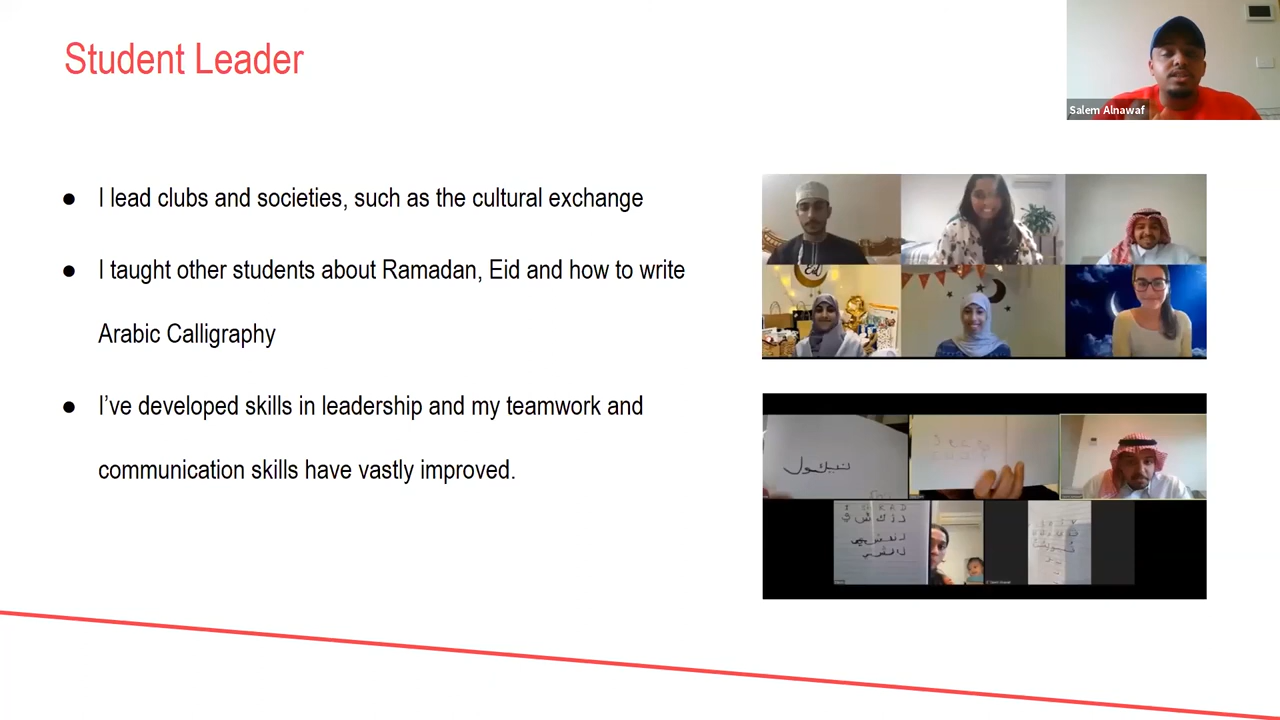 Student Leader
Salem Alnawaf
● I lead clubs and societies, such as the cultural exchange
● I taught other students about Ramadan, Eid and how to write
Arabic Calligraphy
● I’ve developed skills in leadership and my teamwork and
communication skills have vastly improved.
Eid
نيكول